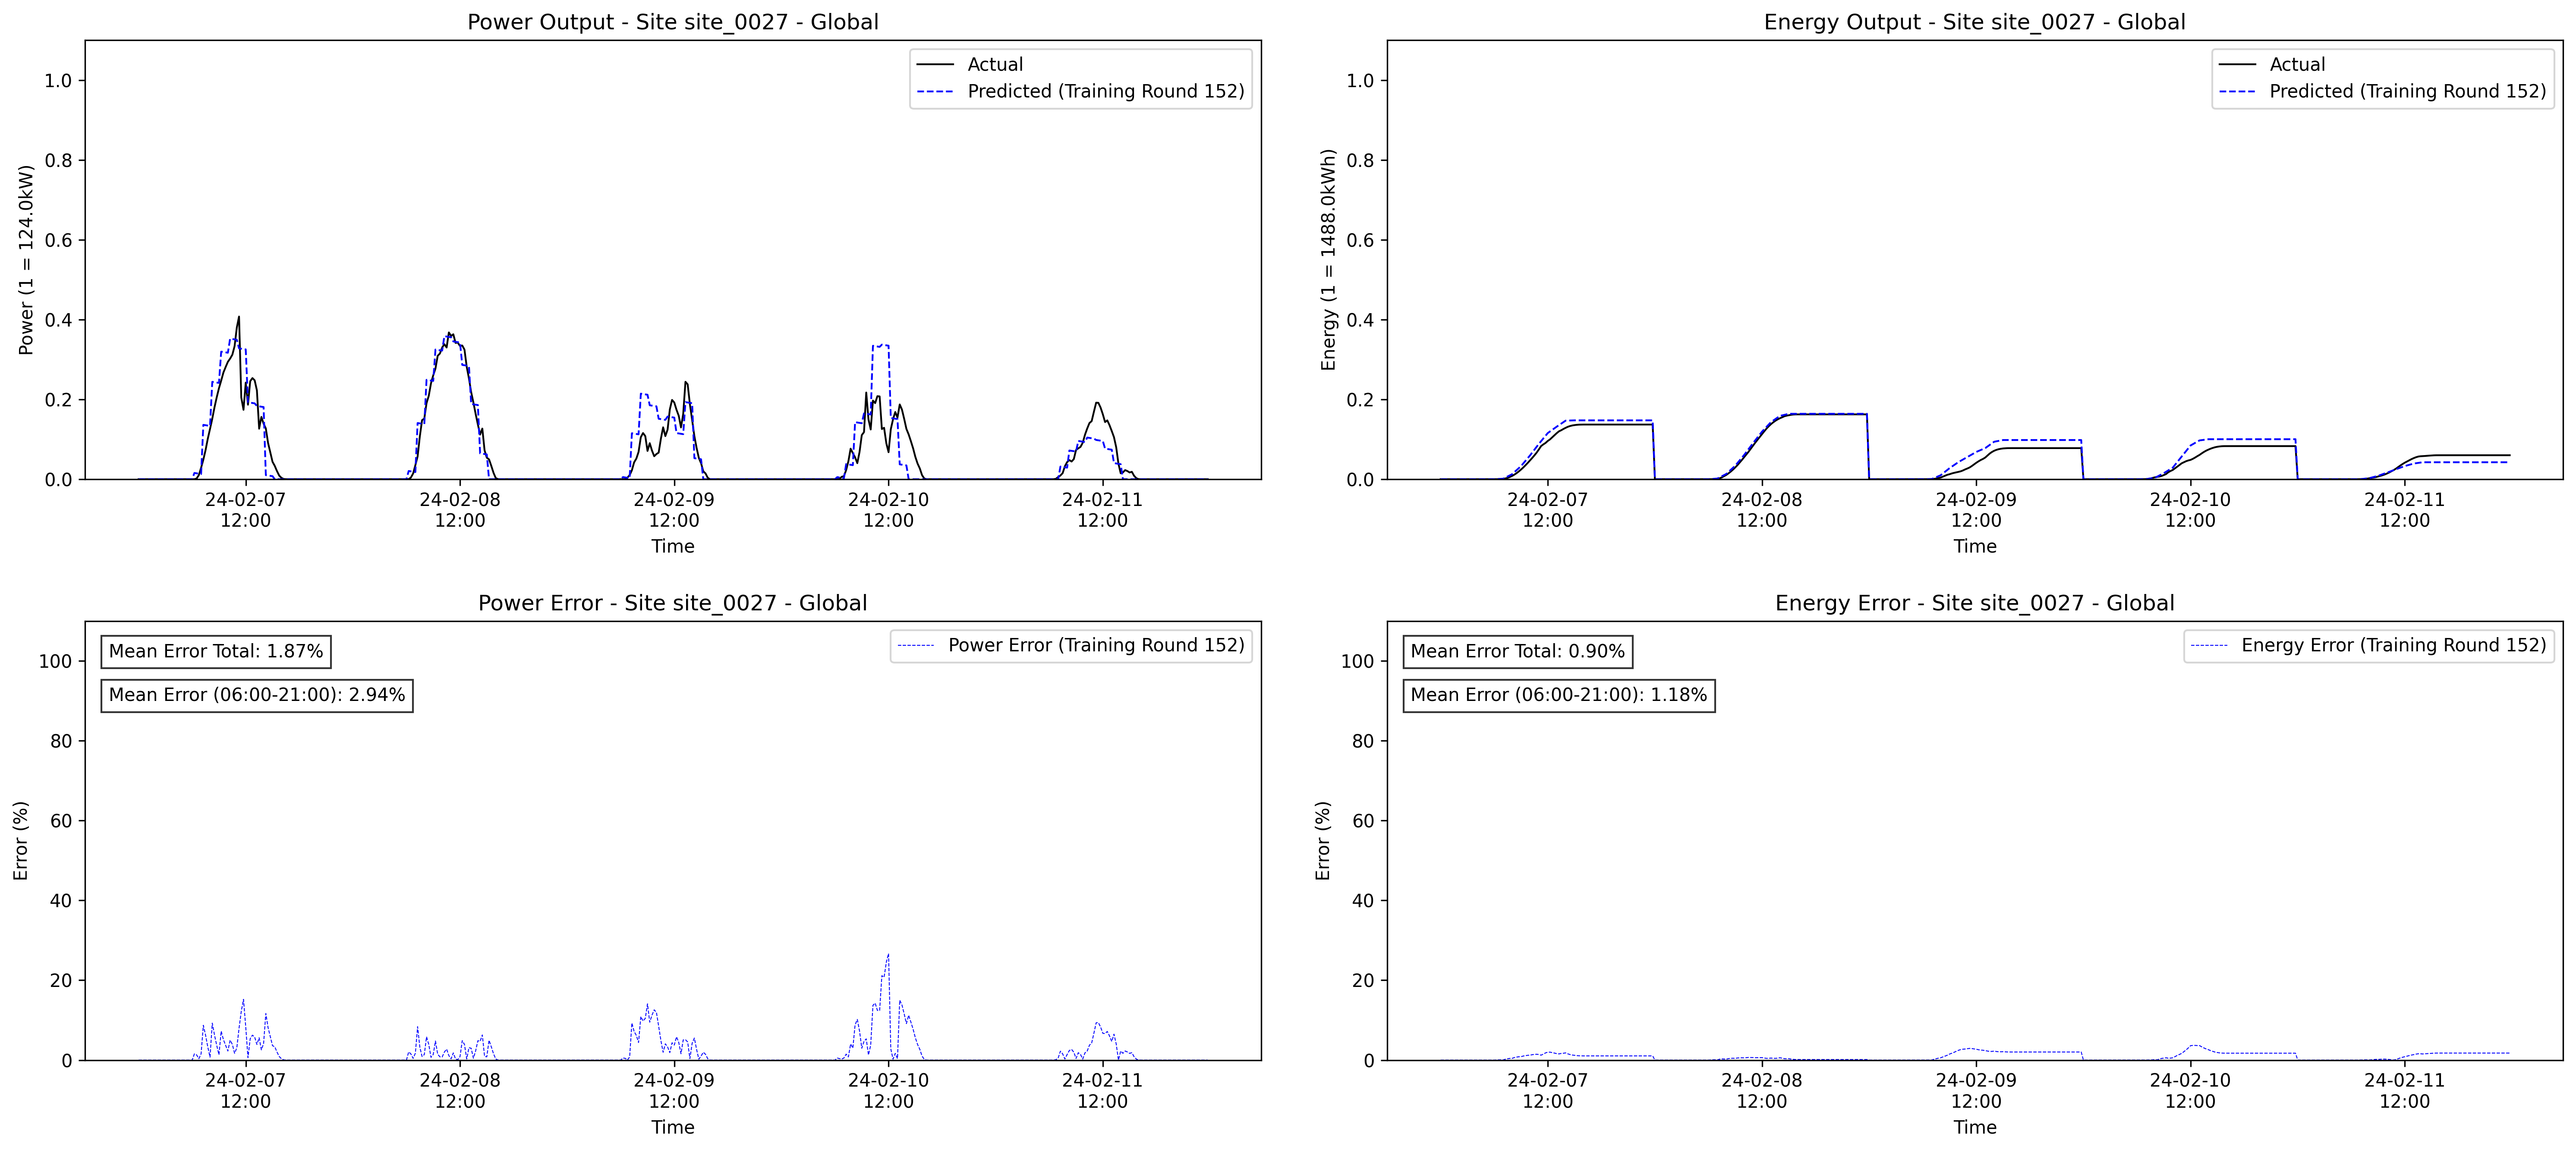 Power Output - Site site_0027 - Global
Power (1 = 124.0kW)
1.0
0.8
0.6
0.4
0.2
0.0
Actual
Predicted (Training Round 152)
24-02-07
12:00
24-02-08
12:00
24-02-09
12:00
24-02-10
12:00
24-02-11
12:00
Time
Energy Output - Site site_0027 - Global
Energy (1 = 1488.0kWh)
1.0
0.8
0.6
0.4
0.2
0.0
Actual
Predicted (Training Round 152)
24-02-07
12:00
24-02-08
12:00
24-02-09
12:00
24-02-10
12:00
24-02-11
12:00
Time
Power Error - Site site_0027 - Global
Error (%)
100
80
60
40
20
0
Mean Error Total: 1.87%
Mean Error (06:00-21:00): 2.94%
Power Error (Training Round 152)
24-02-07
12:00
24-02-08
12:00
24-02-09
12:00
24-02-10
12:00
24-02-11
12:00
Time
Energy Error - Site site_0027 - Global
Error (%)
100
80
60
40
20
0
Mean Error Total: 0.90%
Mean Error (06:00-21:00): 1.18%
Energy Error (Training Round 152)
24-02-07
12:00
24-02-08
12:00
24-02-09
12:00
24-02-10
12:00
24-02-11
12:00
Time